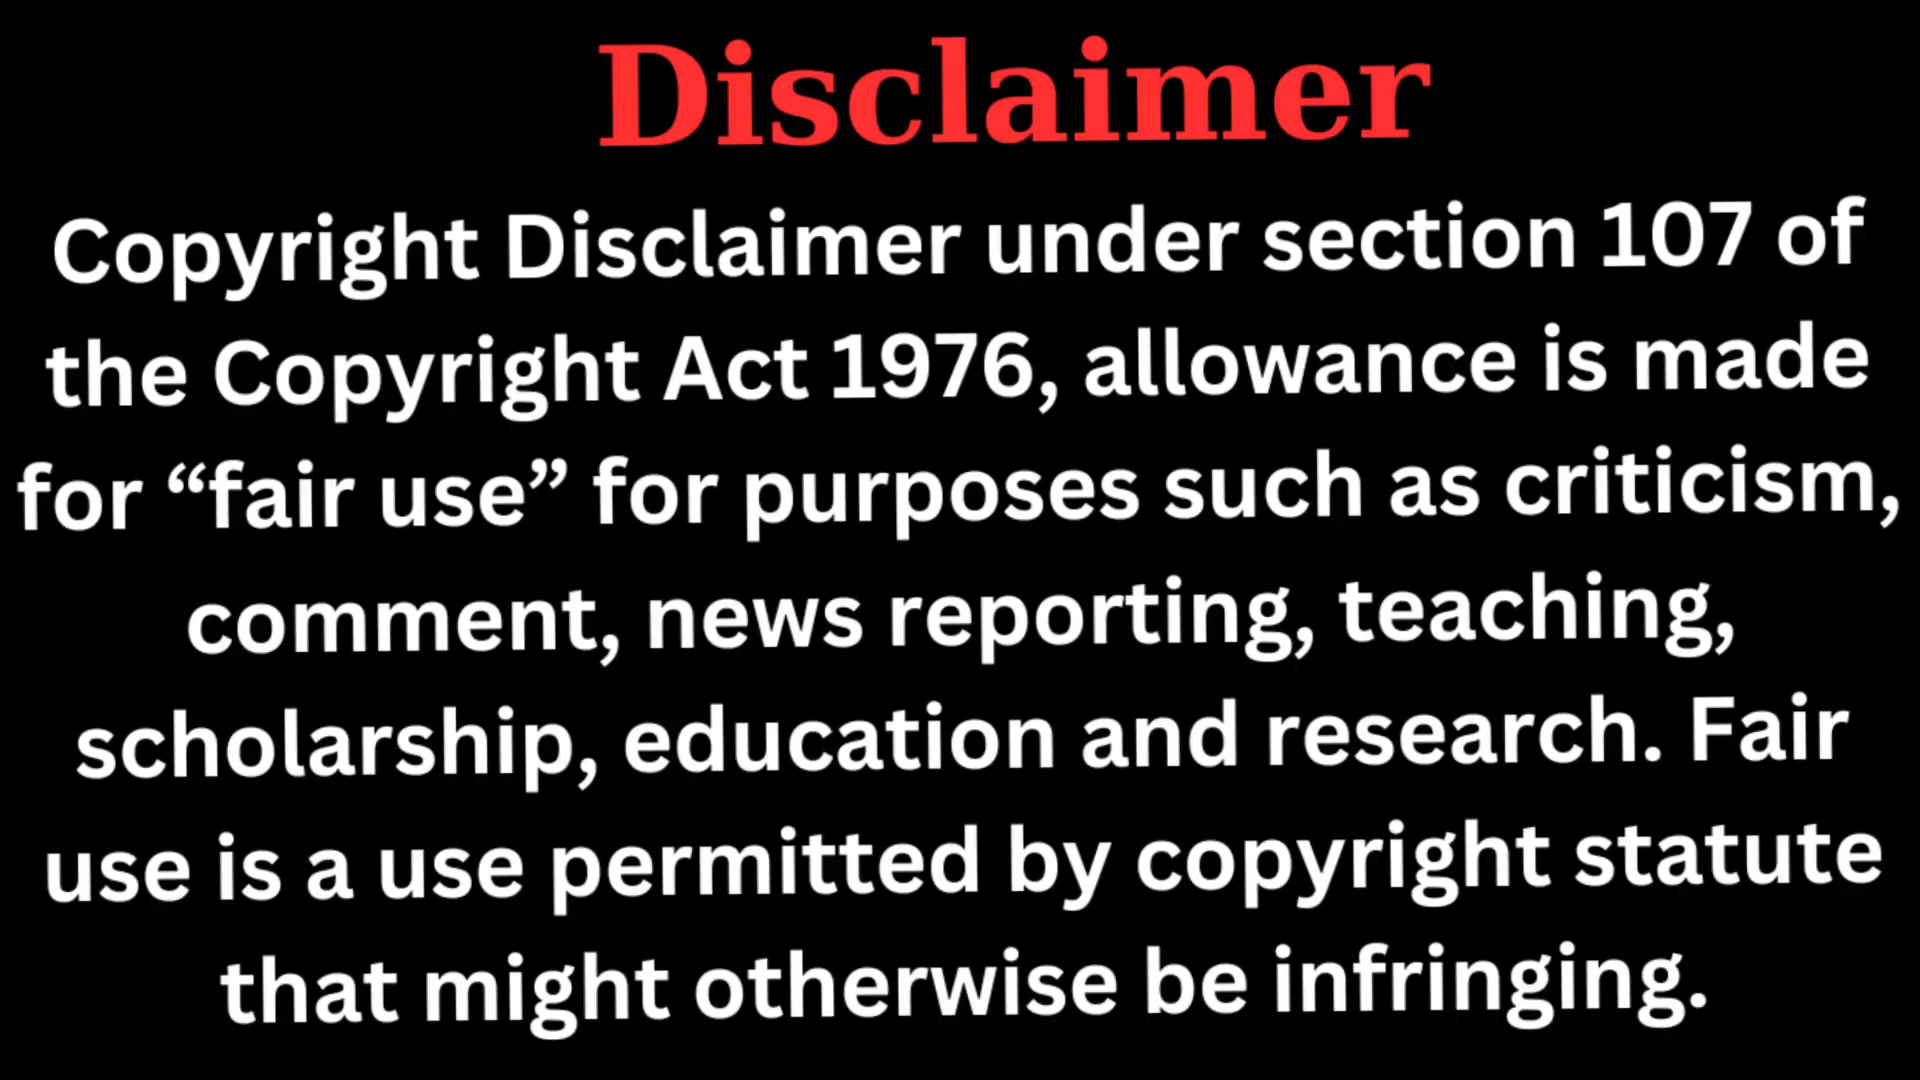 Disclaimer
Copyright Disclaimer under section 107 of
the Copyright Act 1976, allowance is made
for “fair use” for purposes such as criticism,
comment, news reporting, teaching,
scholarship, education and research. Fair
use is a use permitted by copyright statute
that might otherwise be infringing.